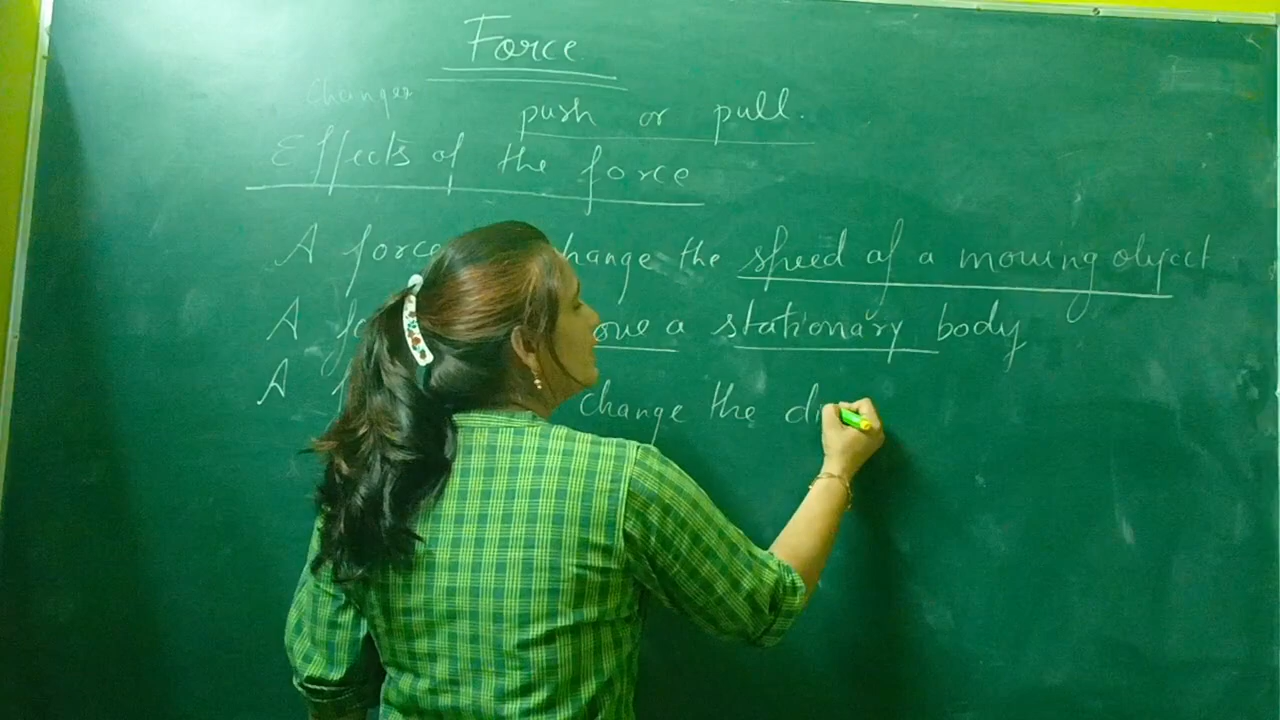 Force
Changes
push or pull.
Effects of the force
A force change the speed of a moving object
A a stationary body
A change the